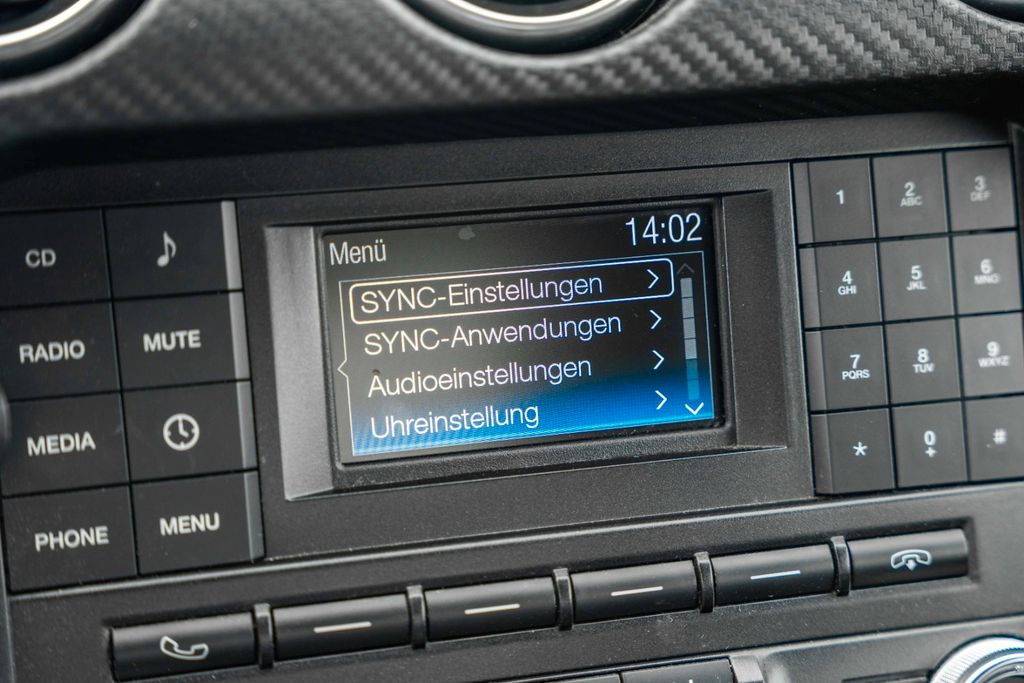 Menü 14:02
SYNC-Einstellungen
SYNC-Anwendungen
Audioeinstellungen
Uhreinstellung
CD
RADIO MUTE
MEDIA
PHONE MENU
1 2 3
ABC DEF
4 5 6
GHI JKL MNO
7 8 9
PQRS TUV WXYZ
* 0 #
+